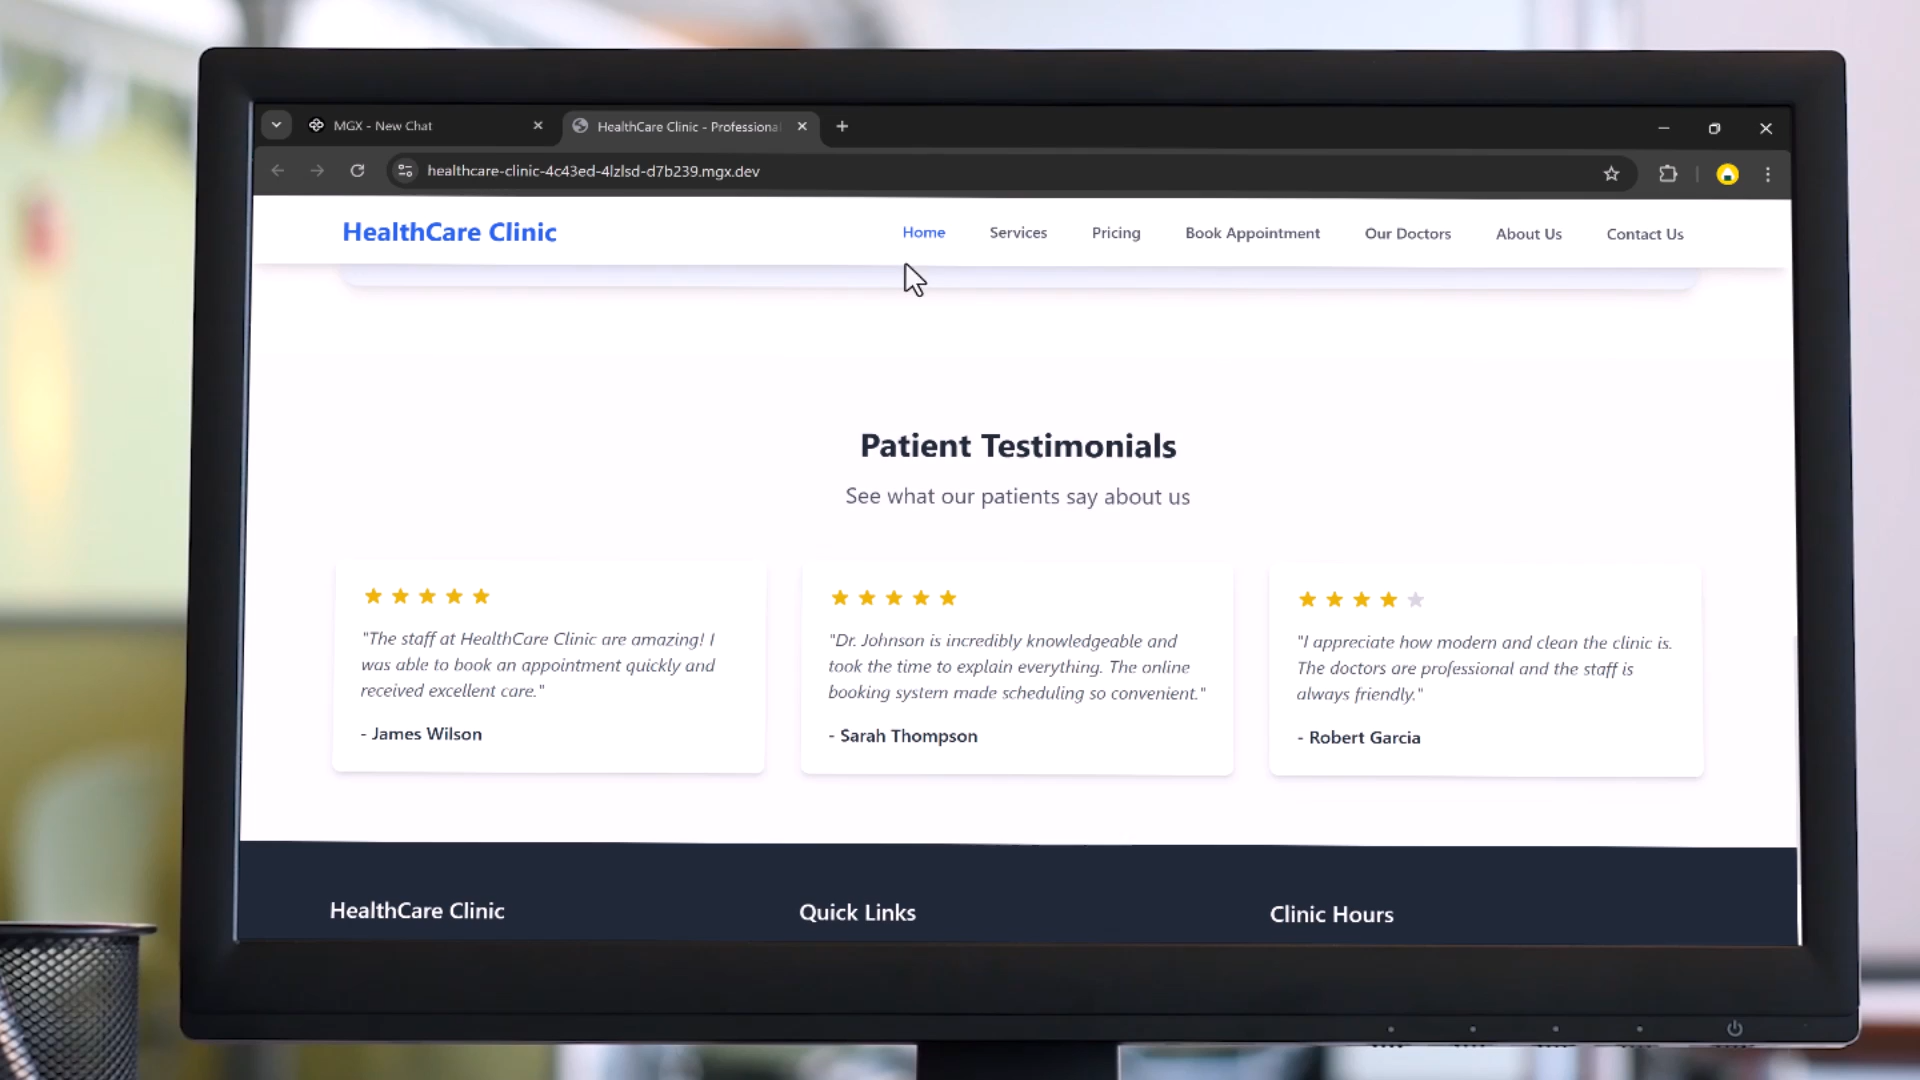 MGX - New Chat
HealthCare Clinic - Professional
healthcare-clinic-4c43ed-4lzlsd-d7b239.mgx.dev
HealthCare Clinic
Home Services Pricing Book Appointment Our Doctors About Us Contact Us
Patient Testimonials
See what our patients say about us
"The staff at HealthCare Clinic are amazing! I
was able to book an appointment quickly and
received excellent care."
- James Wilson
"Dr. Johnson is incredibly knowledgeable and
took the time to explain everything. The online
booking system made scheduling so convenient."
- Sarah Thompson
"I appreciate how modern and clean the clinic is.
The doctors are professional and the staff is
always friendly."
- Robert Garcia
HealthCare Clinic
Quick Links
Clinic Hours